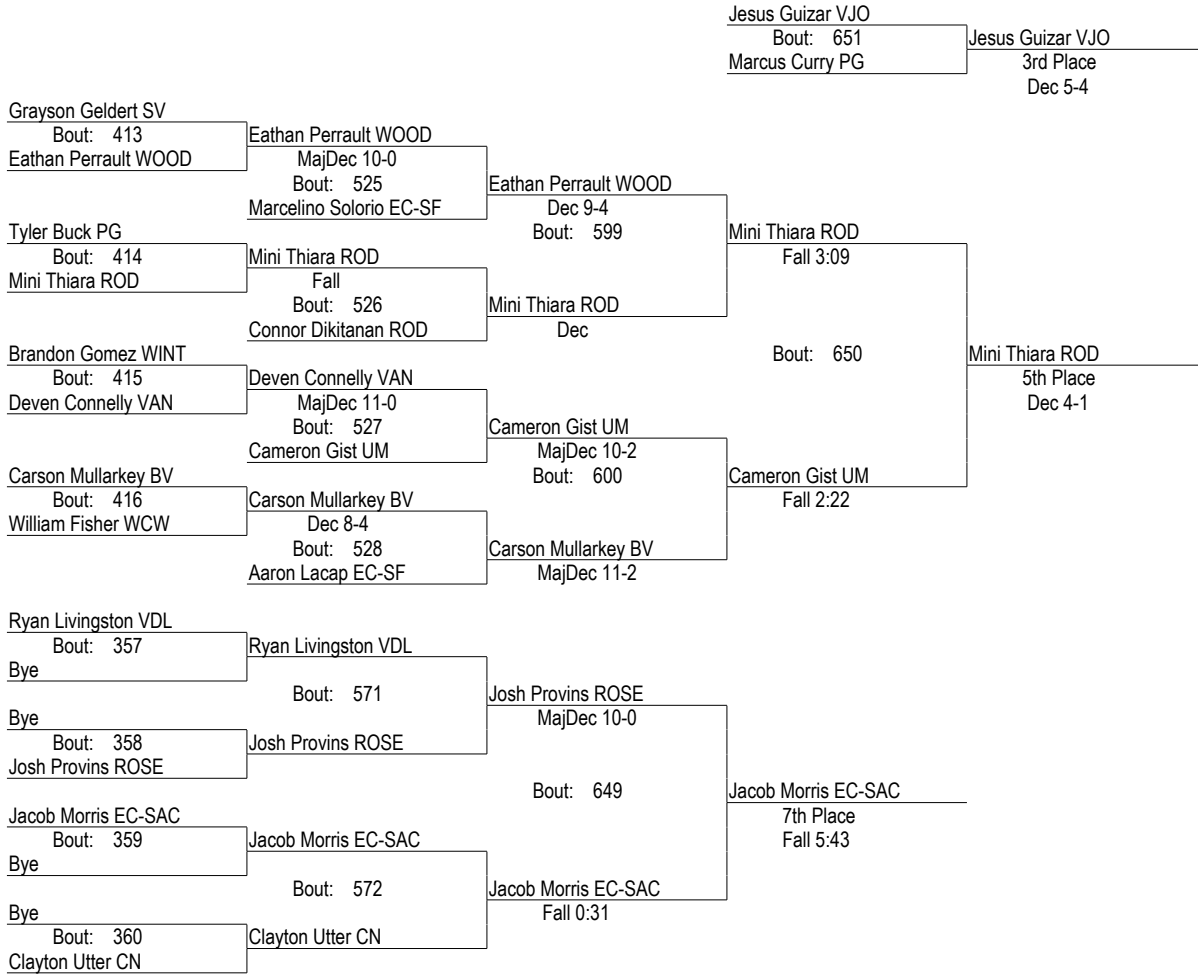 Jesus Guizar VJO
Bout: 651
Jesus Guizar VJO
Marcus Curry PG
3rd Place
Dec 5-4
Grayson Geldert SV
Bout: 413
Eathan Perrault WOOD
Eathan Perrault WOOD
MajDec 10-0
Bout: 525
Eathan Perrault WOOD
Marcelino Solorio EC-SF
Dec 9-4
Tyler Buck PG
Bout: 599
Mini Thiara ROD
Bout: 414
Mini Thiara ROD
Fall 3:09
Mini Thiara ROD
Fall
Bout: 526
Mini Thiara ROD
Connor Dikitanan ROD
Dec
Brandon Gomez WINT
Bout: 650
Mini Thiara ROD
Bout: 415
Deven Connelly VAN
5th Place
Deven Connelly VAN
MajDec 11-0
Dec 4-1
Bout: 527
Cameron Gist UM
Cameron Gist UM
MajDec 10-2
Carson Mullarkey BV
Bout: 600
Cameron Gist UM
Bout: 416
Carson Mullarkey BV
Fall 2:22
William Fisher WCW
Dec 8-4
Bout: 528
Carson Mullarkey BV
Aaron Lacap EC-SF
MajDec 11-2
Ryan Livingston VDL
Bout: 357
Ryan Livingston VDL
Bye
Bout: 571
Josh Provins ROSE
Bye
MajDec 10-0
Bout: 358
Josh Provins ROSE
Josh Provins ROSE
Bout: 649
Jacob Morris EC-SAC
Jacob Morris EC-SAC
7th Place
Bout: 359
Jacob Morris EC-SAC
Fall 5:43
Bye
Bout: 572
Jacob Morris EC-SAC
Bye
Fall 0:31
Bout: 360
Clayton Utter CN
Clayton Utter CN